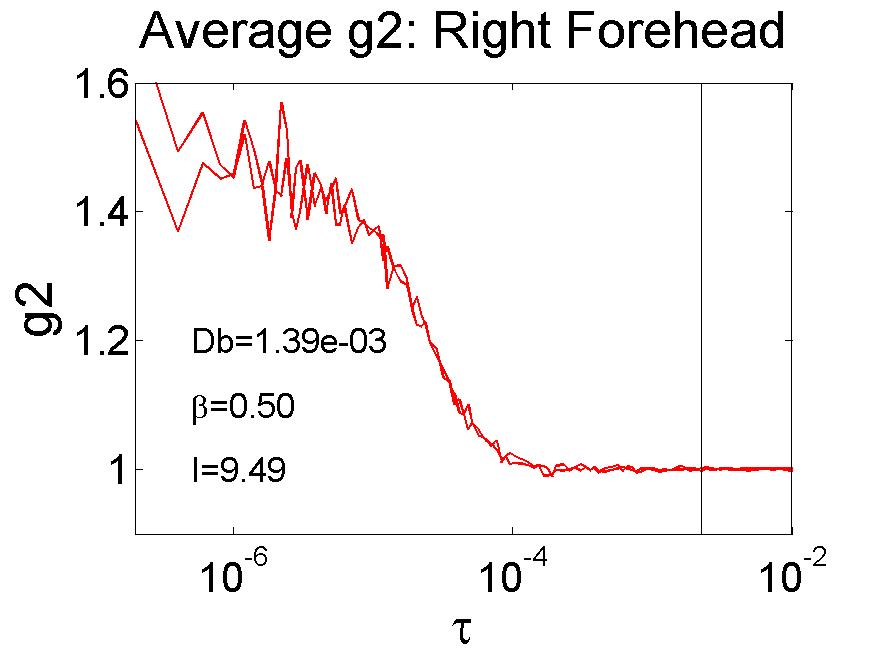 Average g2: Right Forehead
1.6
1.4
1.2
1
g2
Db=1.39e-03
β=0.50
I=9.49
10^-6
10^-4
10^-2
τ